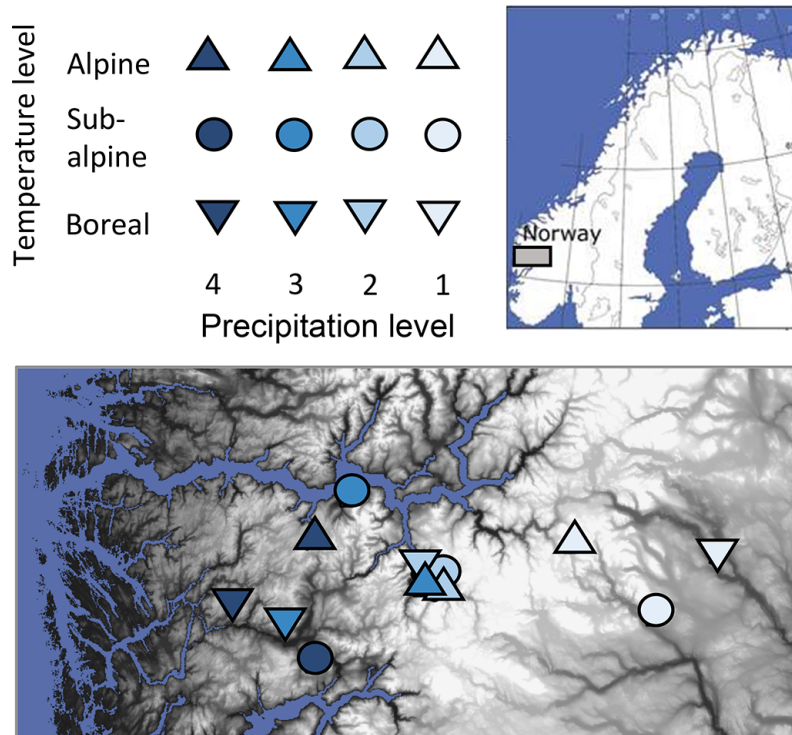 Temperature level
Alpine
Sub-
alpine
Boreal
4 3 2 1
Precipitation level
Norway